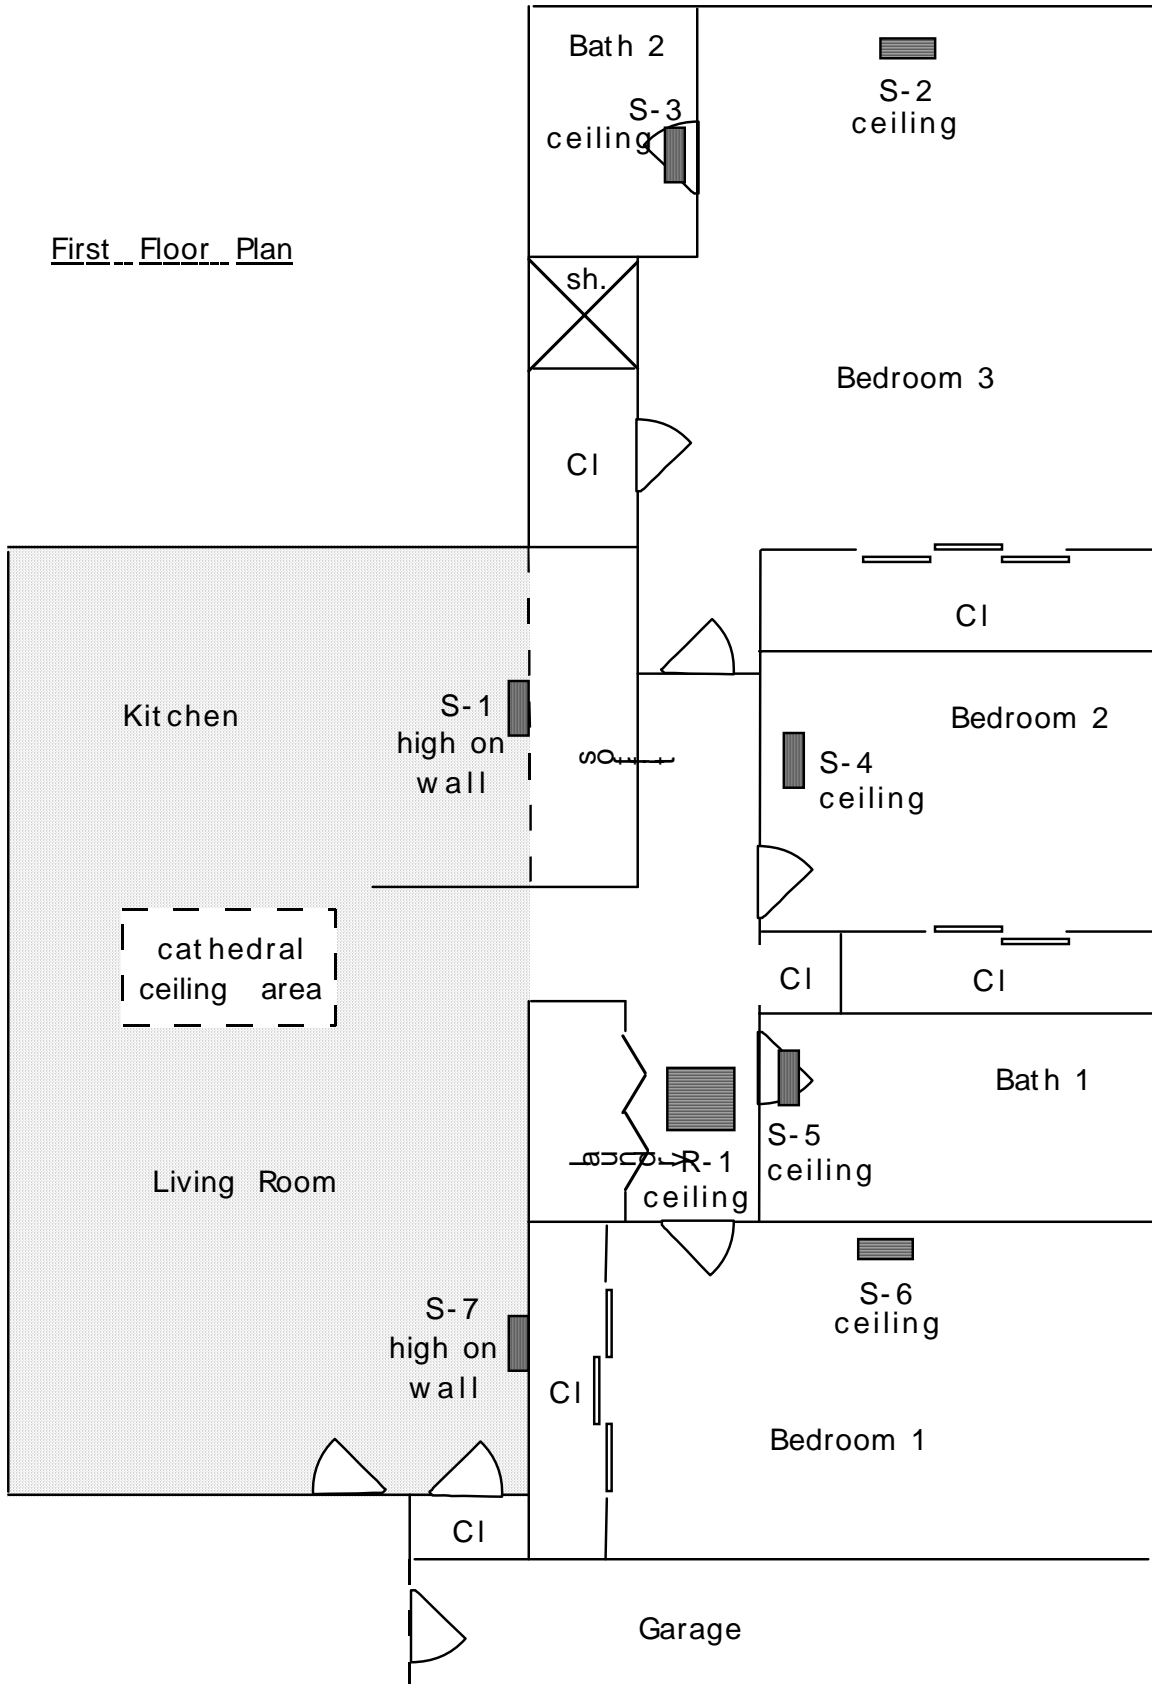 Bath 2
S-2
ceiling
S-3
ceiling
First Floor Plan
sh.
Bedroom 3
Cl
Cl
Kitchen
S-1
high on
wall
soffit
Bedroom 2
S-4
ceiling
cathedral
ceiling area
Cl
Cl
Bath 1
S-5
ceiling
laundry
R-1
ceiling
Living Room
S-6
ceiling
S-7
high on
wall
Cl
Bedroom 1
Cl
Garage